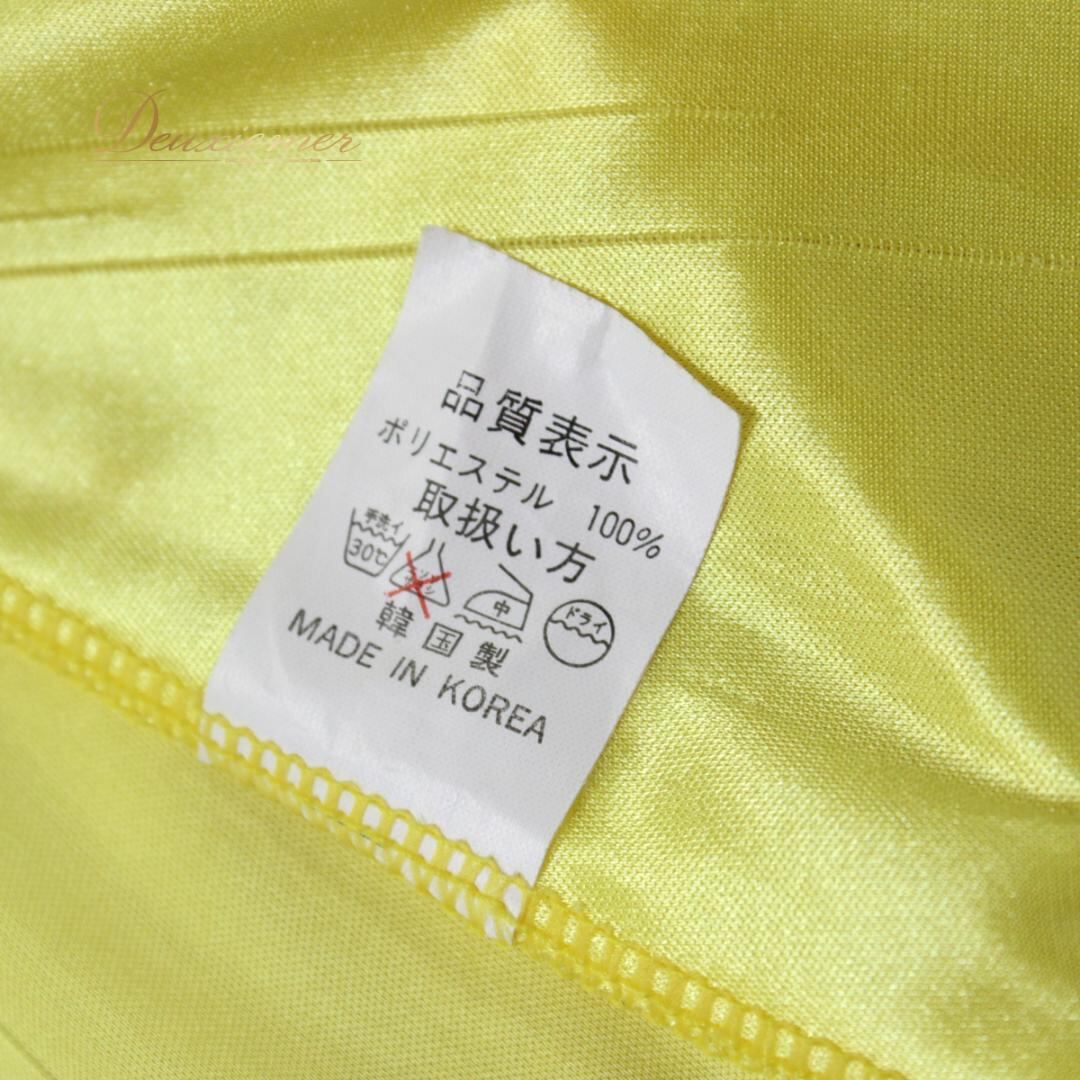 Deuxiemer
品質表示
ポリエステル 100%
取扱い方
手洗イ
30℃
中
ドライ
韓国製
MADE IN KOREA